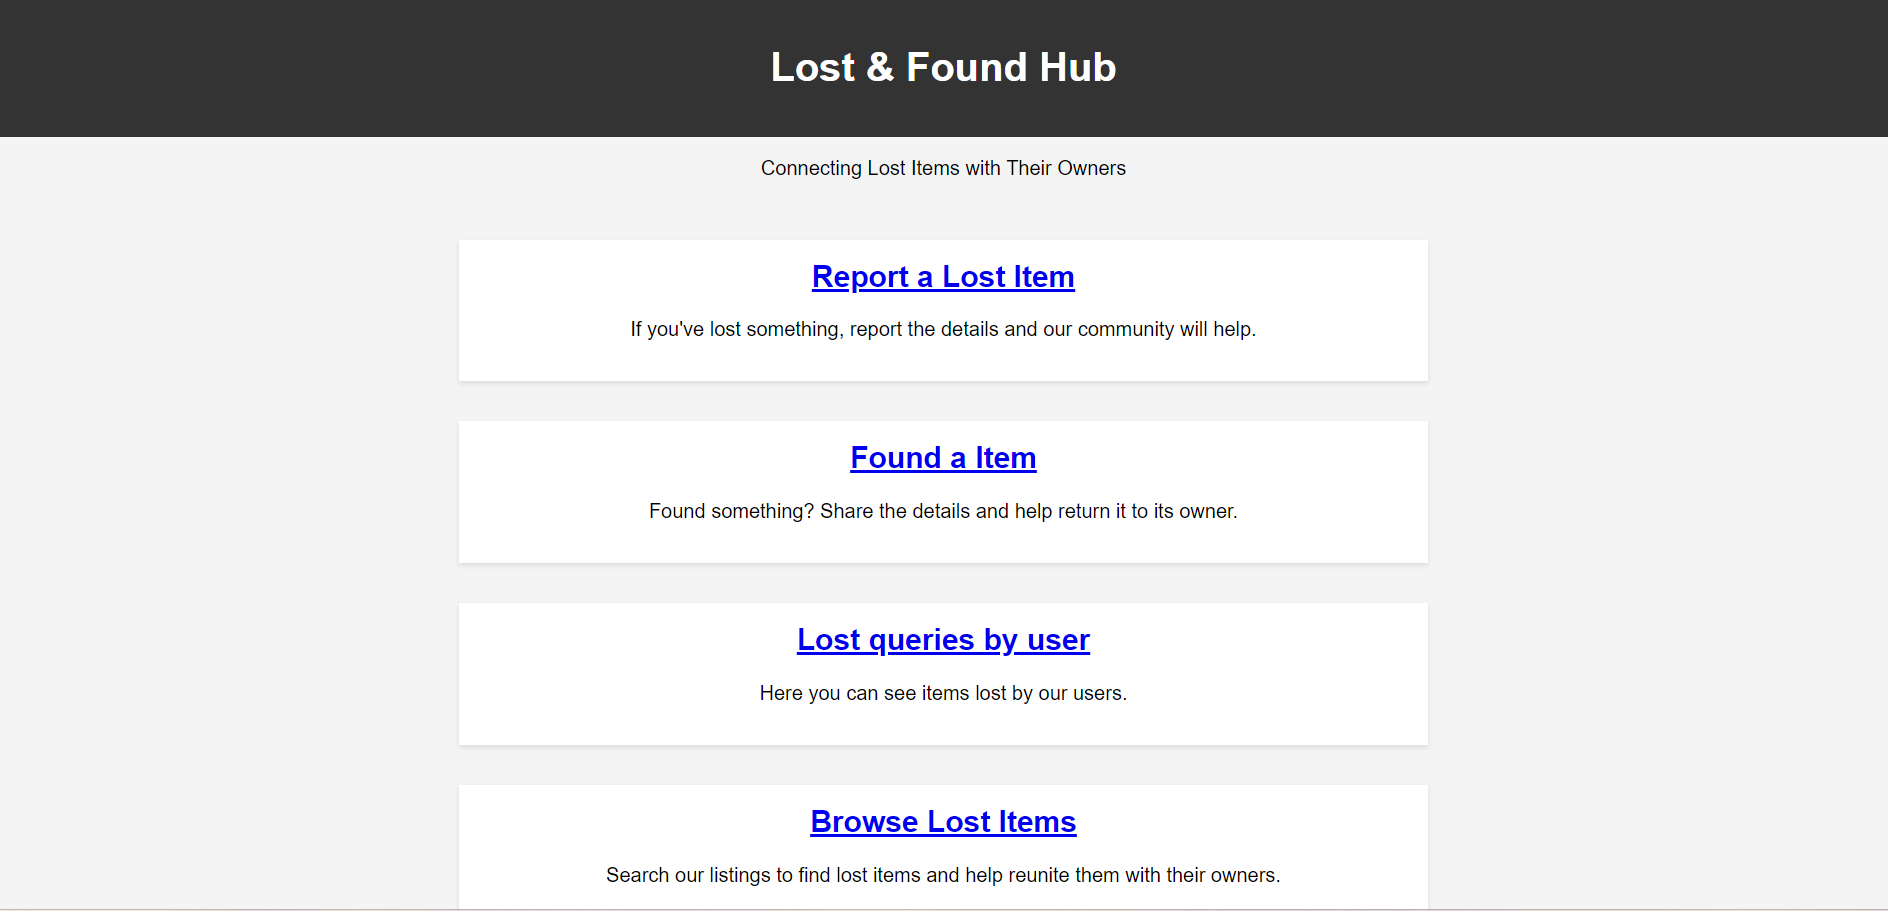 Lost & Found Hub
Connecting Lost Items with Their Owners
Report a Lost Item
If you've lost something, report the details and our community will help.
Found a Item
Found something? Share the details and help return it to its owner.
Lost queries by user
Here you can see items lost by our users.
Browse Lost Items
Search our listings to find lost items and help reunite them with their owners.